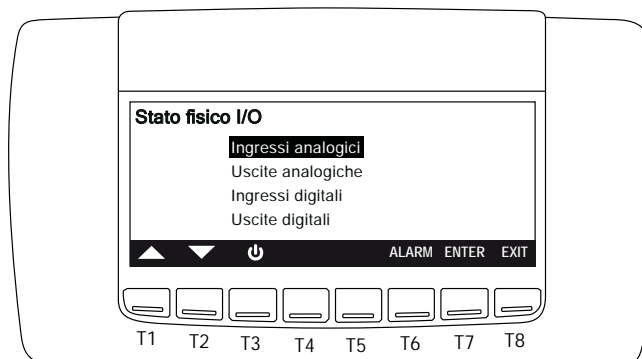 Stato fisico I/O
Ingressi analogici
Uscite analogiche
Ingressi digitali
Uscite digitali
ALARM ENTER EXIT
T1 T2 T3 T4 T5 T6 T7 T8